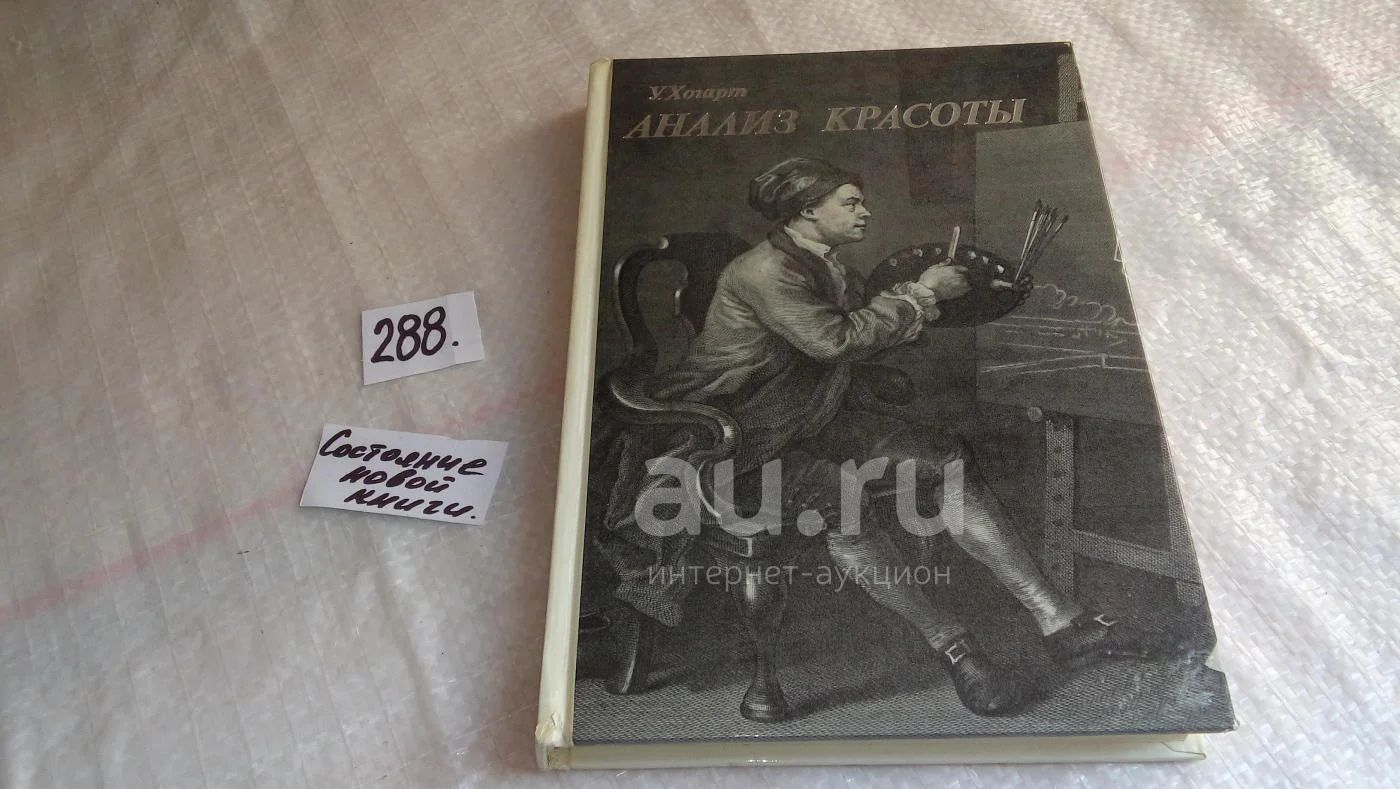 У.Хогарт
АНАЛИЗ КРАСОТЫ
288.
Состояние
новой
книги.
au.ru
интернет-аукцион